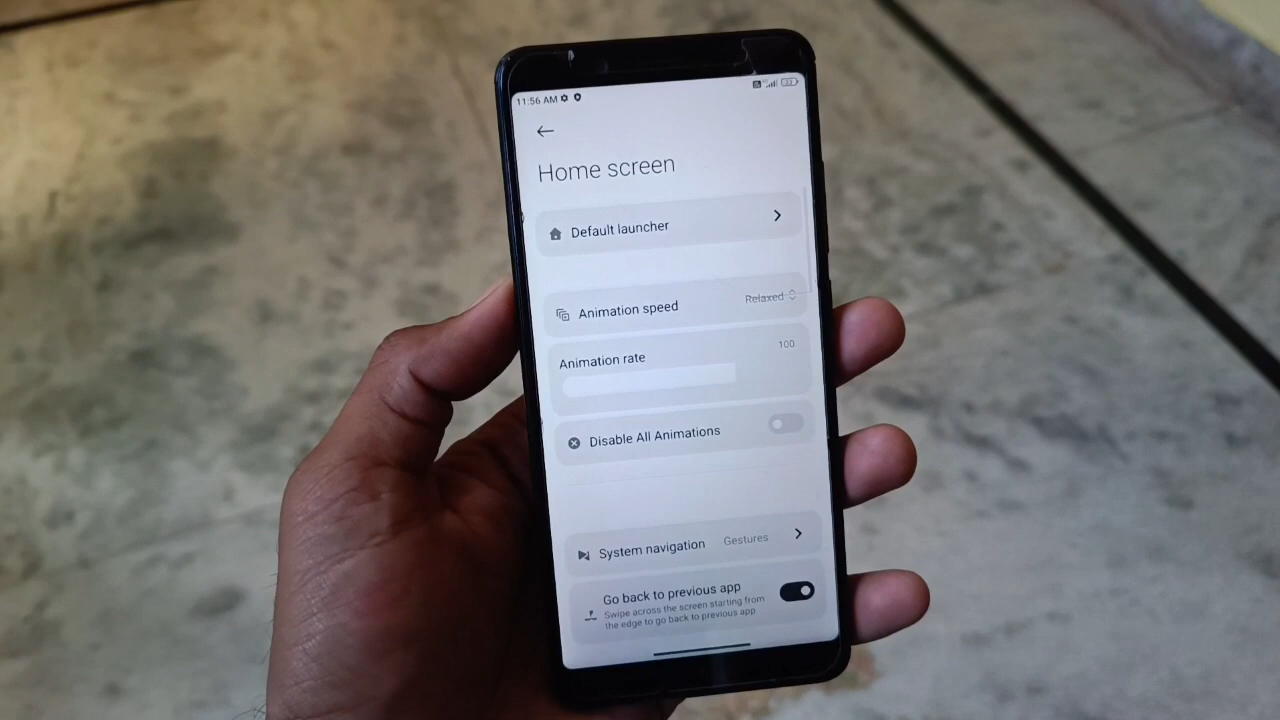 11:56 AM
Home screen
Default launcher
Animation speed Relaxed
Animation rate 100
Disable All Animations
System navigation Gestures
Go back to previous app
Swipe across the screen starting from
the edge to go back to previous app